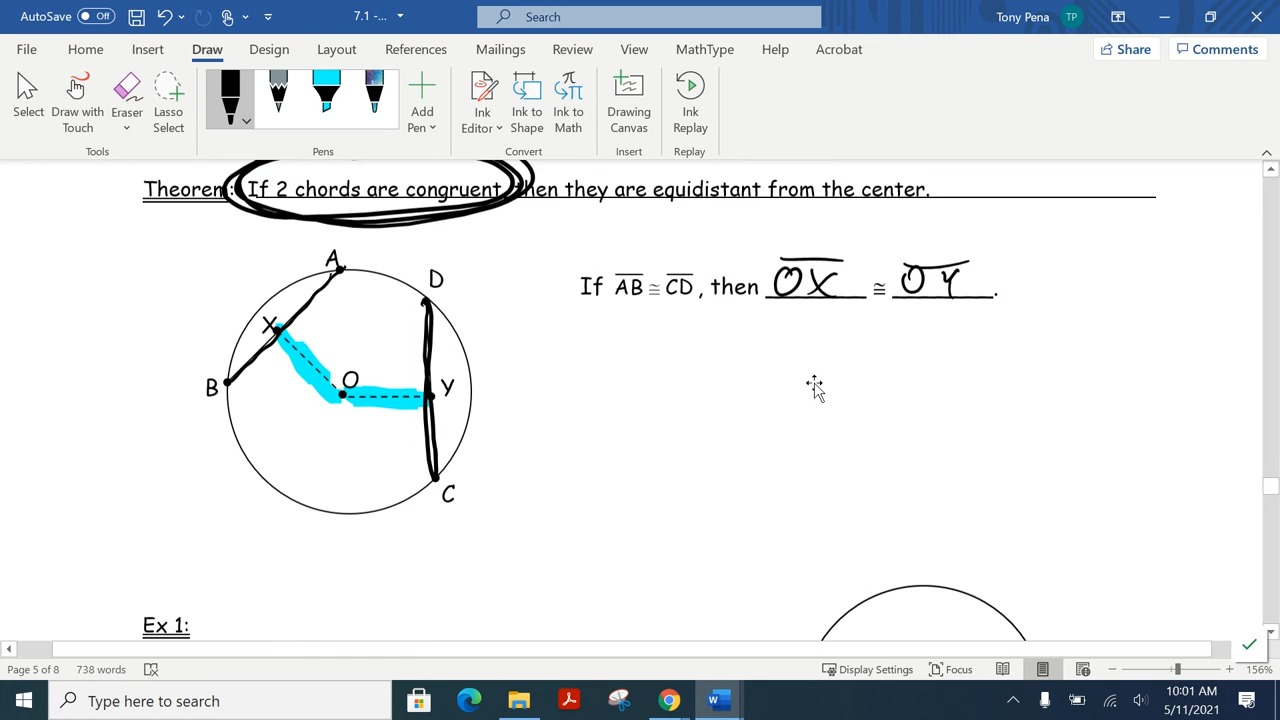 AutoSave Off 7.1 -... Search Tony Pena TP
File Home Insert Draw Design Layout References Mailings Review View MathType Help Acrobat Share Comments
Select Draw with Touch Eraser Lasso Select Add Pen Ink Editor Ink to Shape Ink to Math Drawing Canvas Ink Replay
Tools Pens Convert Insert Replay
Theorem: If 2 chords are congruent, then they are equidistant from the center.
A
D
If AB ≅ CD, then OX ≅ OY.
X
O
B
Y
C
Ex 1:
Page 5 of 8 738 words Display Settings Focus 156%
Type here to search 10:01 AM
5/11/2021